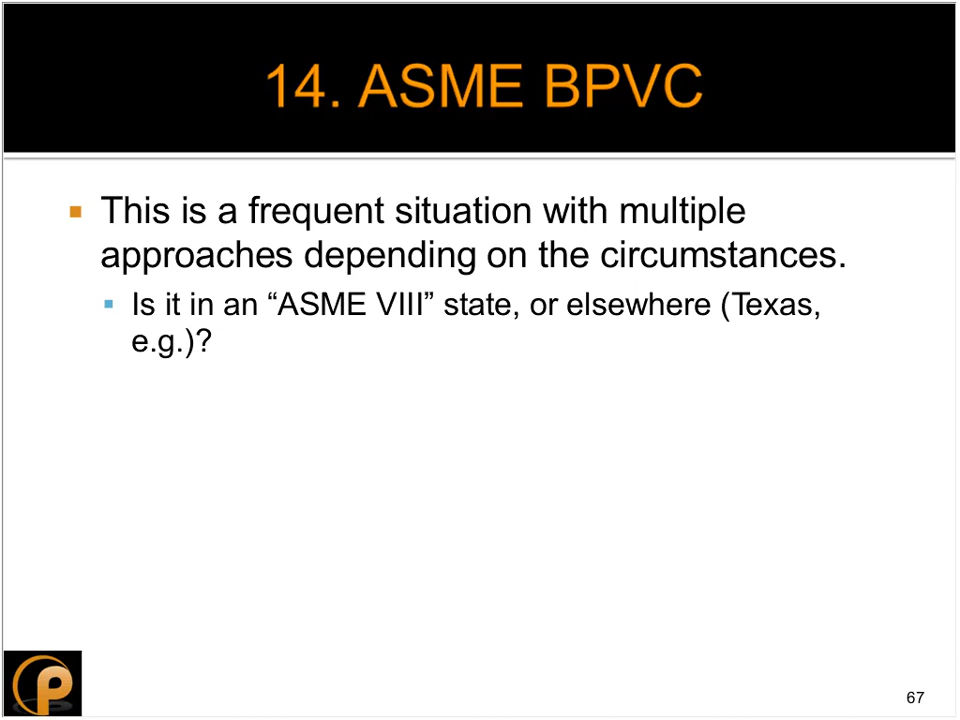 14. ASME BPVC
This is a frequent situation with multiple
approaches depending on the circumstances.
Is it in an “ASME VIII” state, or elsewhere (Texas,
e.g.)?
P
67